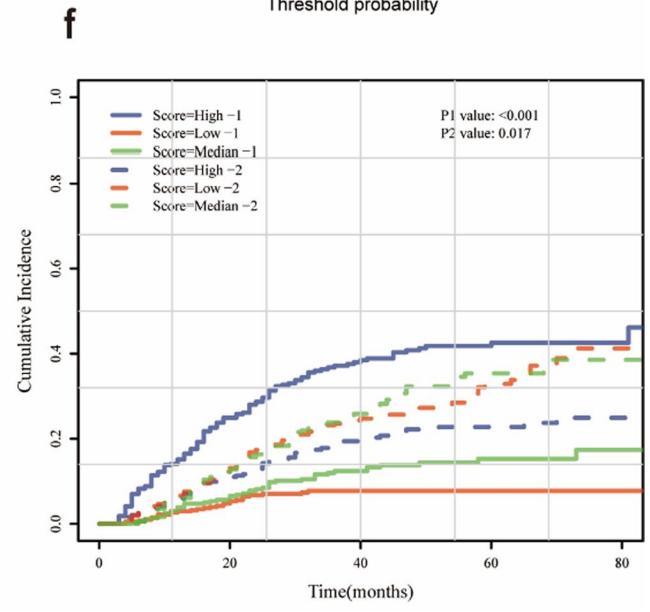 Threshold probability
f
Score=High −1
Score=Low −1
Score=Median −1
Score=High −2
Score=Low −2
Score=Median −2
P1 value: <0.001
P2 value: 0.017
Cumulative Incidence
1.0
0.8
0.6
0.4
0.2
0.0
0 20 40 60 80
Time(months)